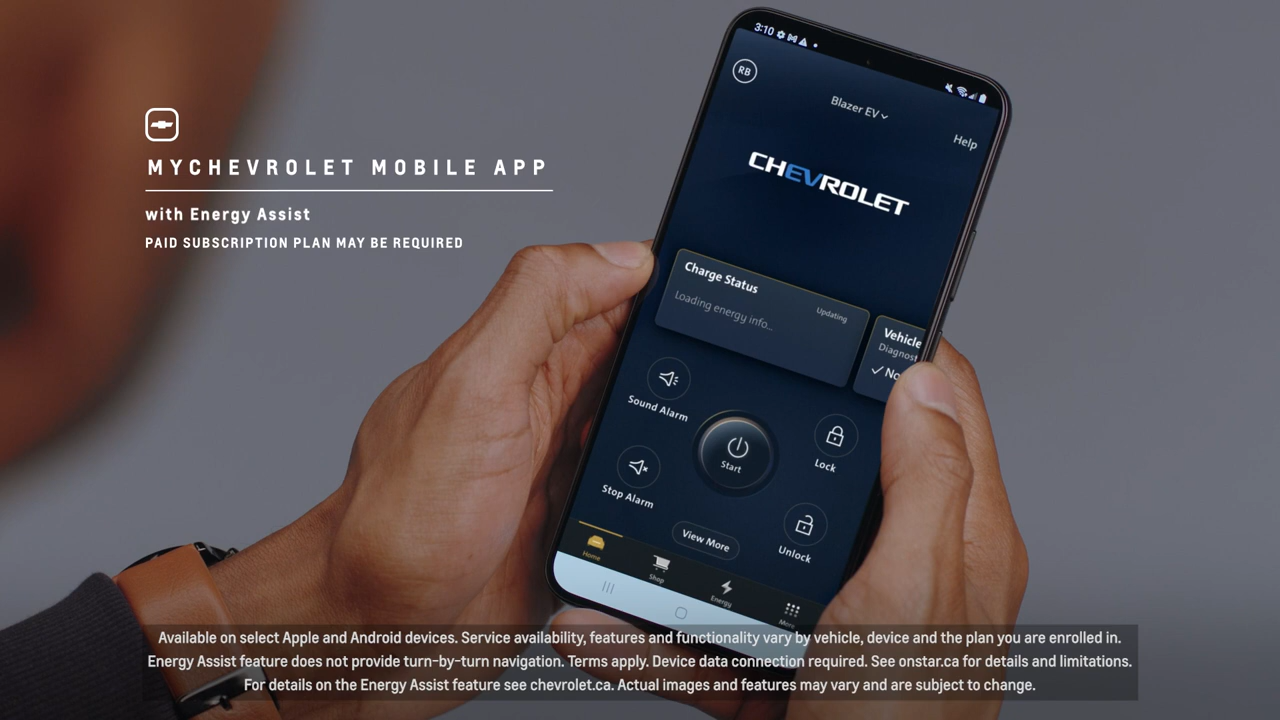 MYCHEVROLET MOBILE APP
with Energy Assist
PAID SUBSCRIPTION PLAN MAY BE REQUIRED
3:10
RB
Blazer EV
Help
CHEVROLET
Charge Status
Updating
Loading energy info...
Vehicle
Diagnost
No
Sound Alarm
Start
Lock
Stop Alarm
Unlock
View More
Home
Shop
Energy
More
Available on select Apple and Android devices. Service availability, features and functionality vary by vehicle, device and the plan you are enrolled in.
Energy Assist feature does not provide turn-by-turn navigation. Terms apply. Device data connection required. See onstar.ca for details and limitations.
For details on the Energy Assist feature see chevrolet.ca. Actual images and features may vary and are subject to change.